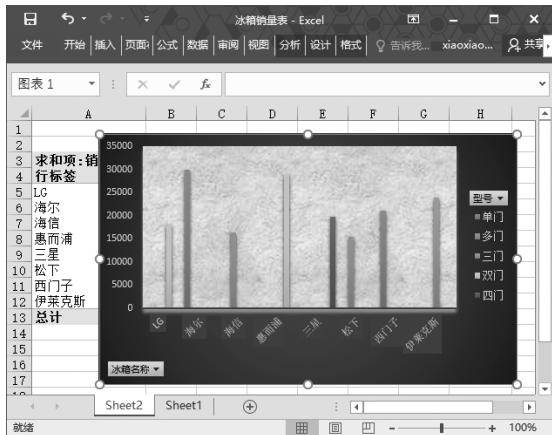 冰箱销量表 - Excel
文件 开始 插入 页面 公式 数据 审阅 视图 分析 设计 格式 告诉我... xiaoxiao... 共享
图表 1 fx
A B C D E F G H
1
2
3 求和项:销
4 行标签
5 LG
6 海尔
7 海信
8 惠而浦
9 三星
10 松下
11 西门子
12 伊莱克斯
13 总计
14
15
16
17
35000
30000
25000
20000
15000
10000
5000
0
LG 海尔 海信 惠而浦 三星 松下 西门子 伊莱克斯
型号
单门
多门
三门
双门
四门
冰箱名称
Sheet2 Sheet1
就绪 100%